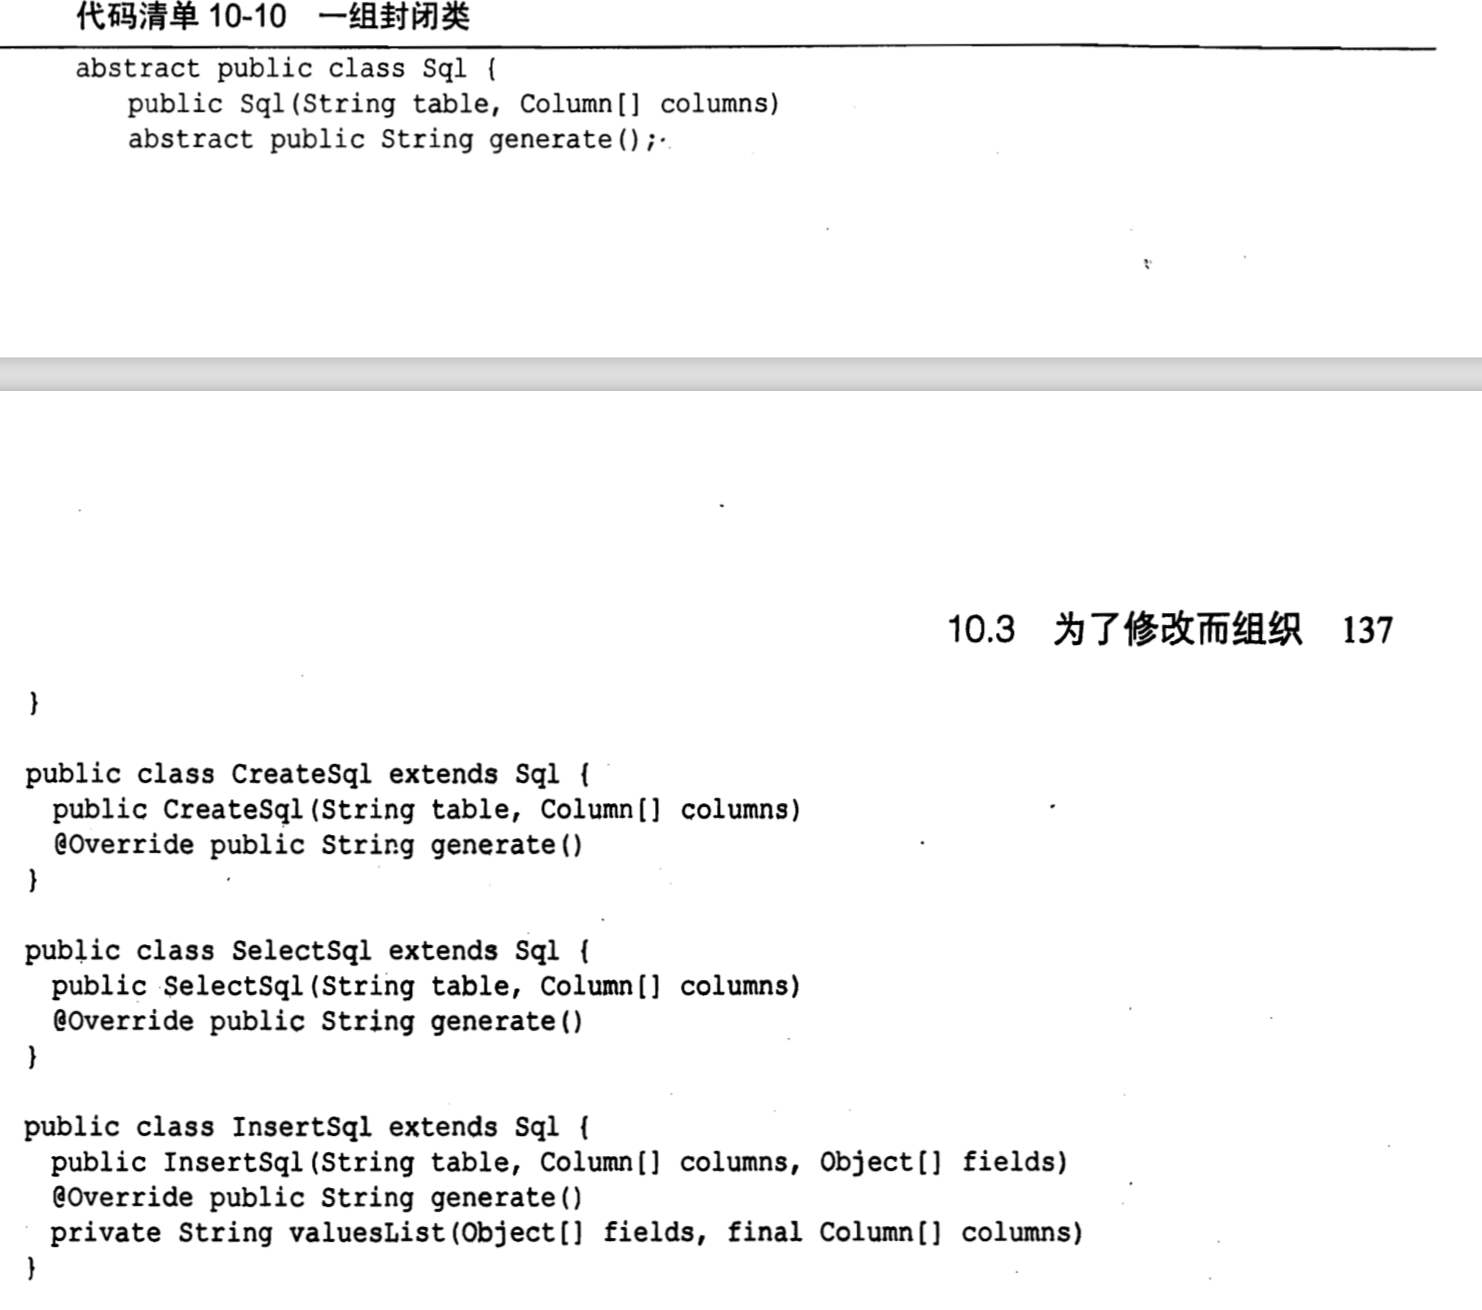 代码清单 10-10 一组封闭类
abstract public class Sql {
public Sql(String table, Column[] columns)
abstract public String generate();
10.3 为了修改而组织 137
}
public class CreateSql extends Sql {
public CreateSql(String table, Column[] columns)
@Override public String generate()
}
public class SelectSql extends Sql {
public SelectSql(String table, Column[] columns)
@Override public String generate()
}
public class InsertSql extends Sql {
public InsertSql(String table, Column[] columns, Object[] fields)
@Override public String generate()
private String valuesList(Object[] fields, final Column[] columns)
}